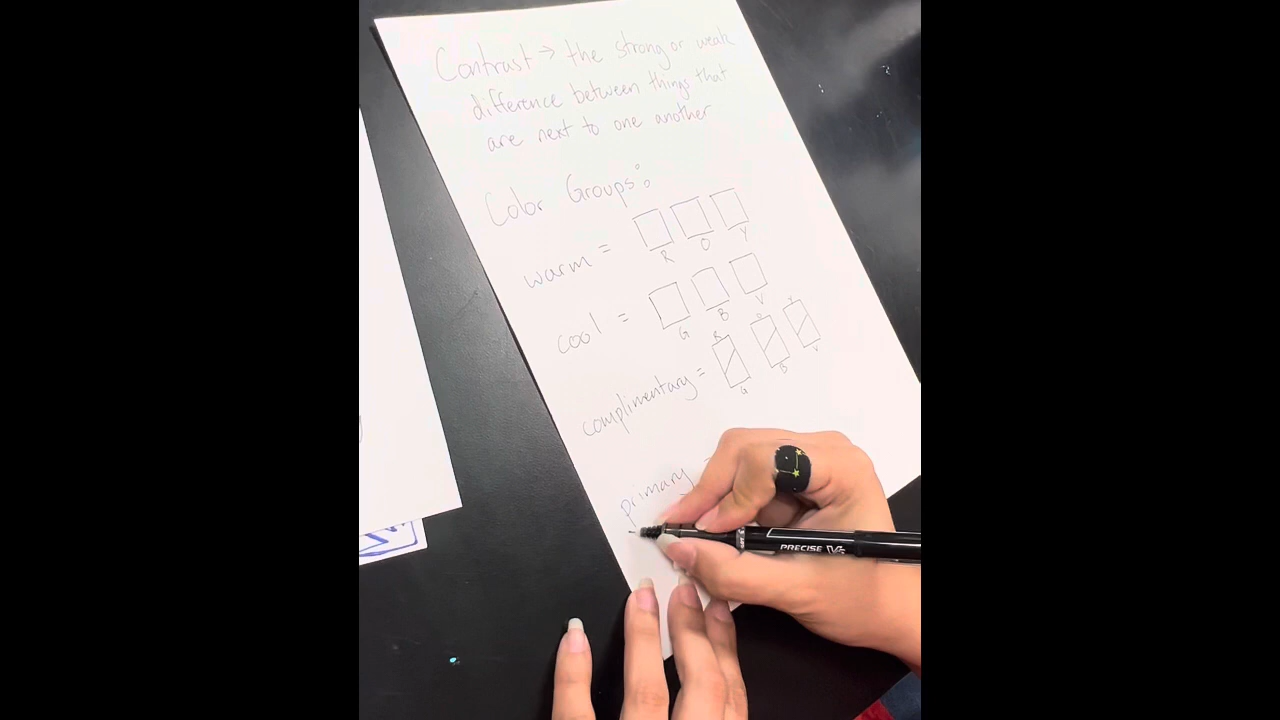 Contrast → the strong or weak
difference between things that
are next to one another
Color Groups:
warm =
R O Y
cool =
G B V
R O Y
complimentary =
G B V
primary =
PRECISE V5